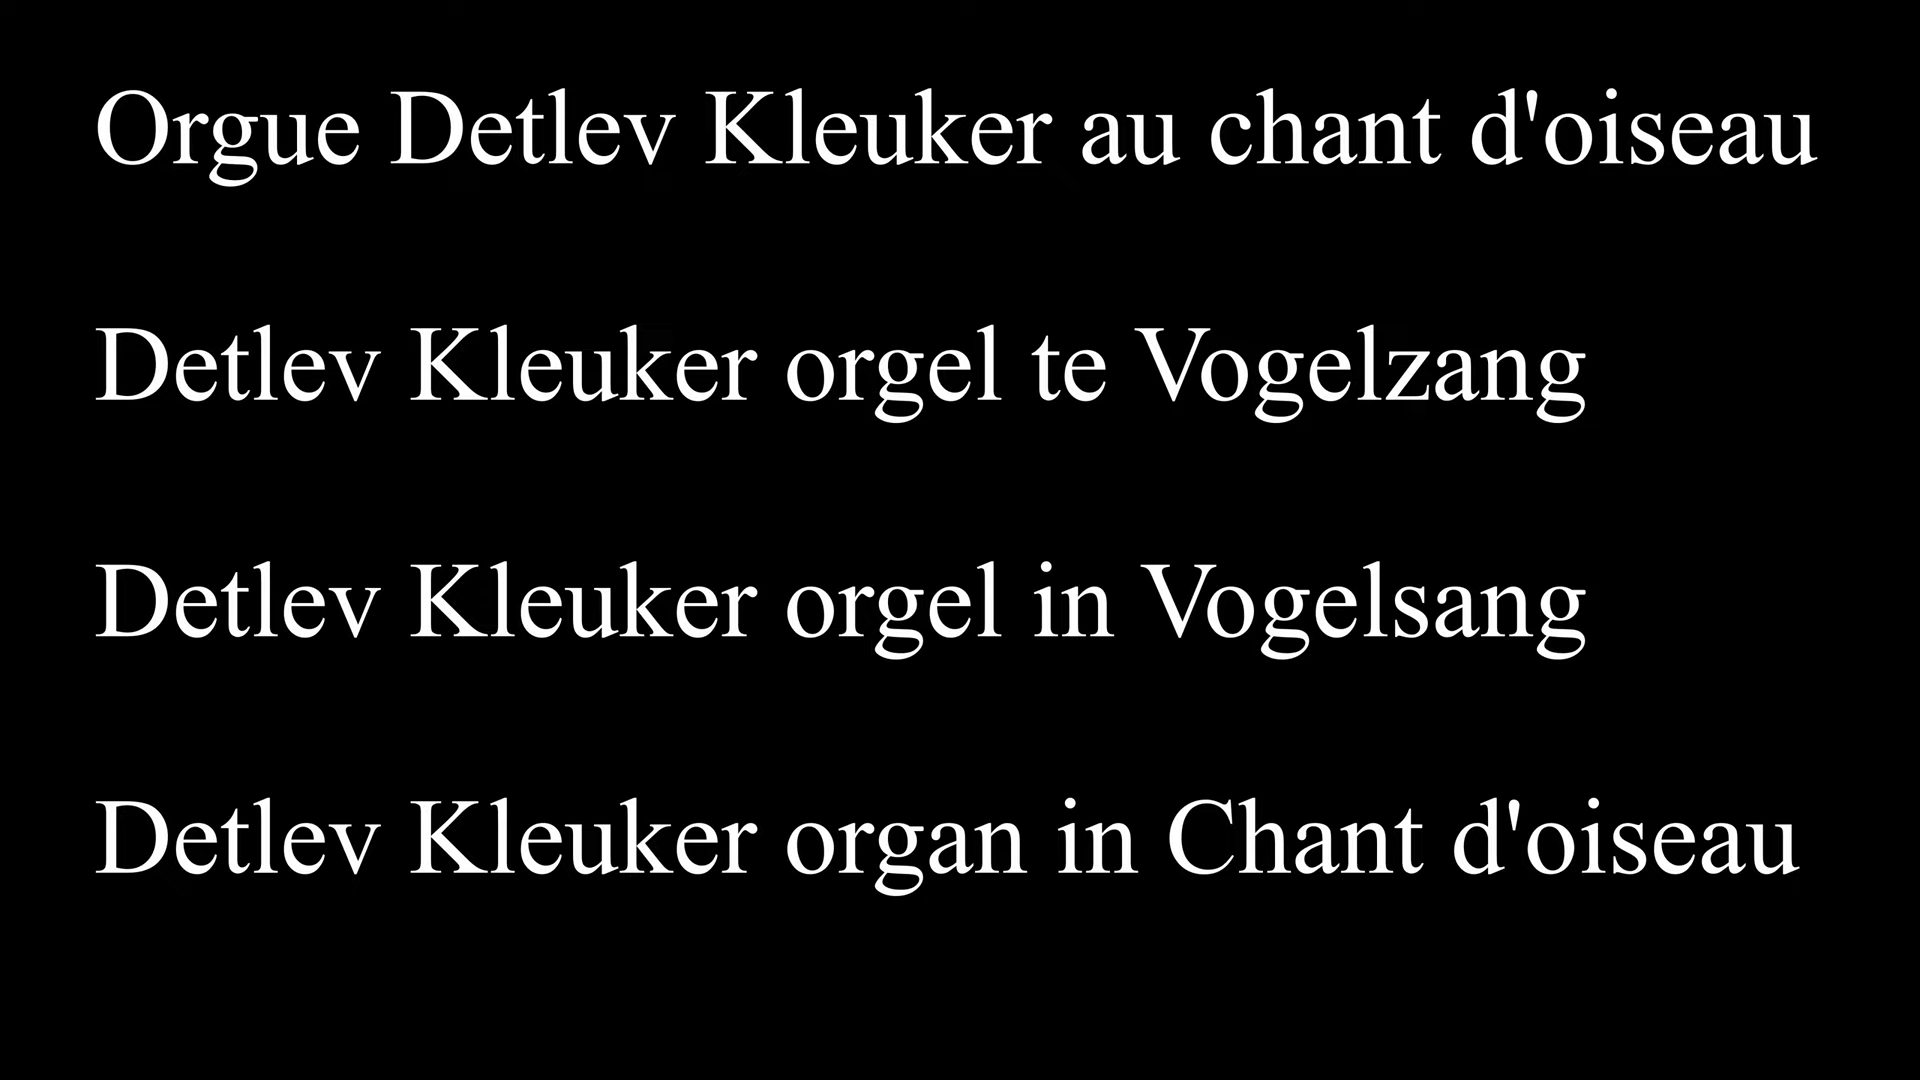 Orgue Detlev Kleuker au chant d'oiseau
Detlev Kleuker orgel te Vogelzang
Detlev Kleuker orgel in Vogelsang
Detlev Kleuker organ in Chant d'oiseau